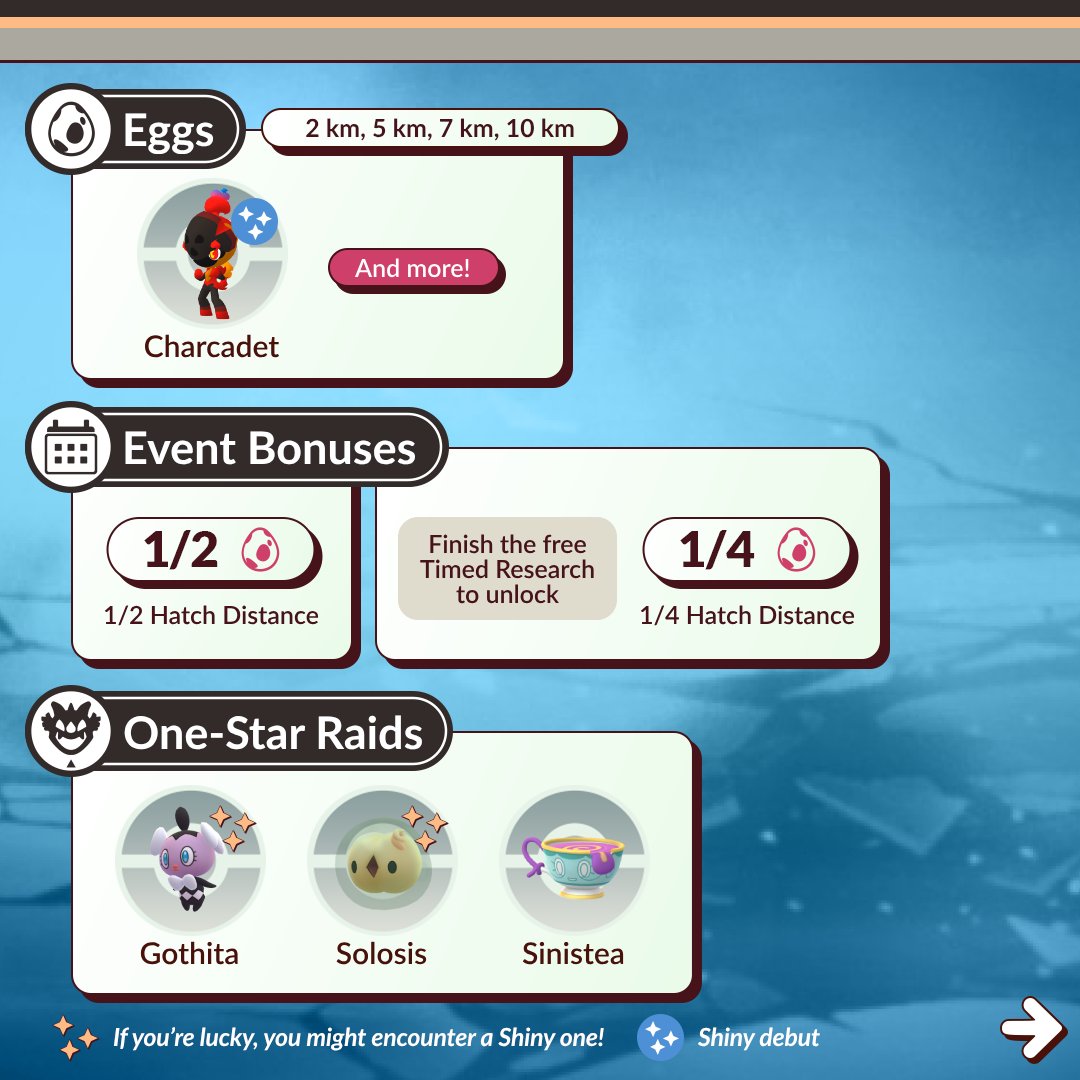 Eggs
2 km, 5 km, 7 km, 10 km
And more!
Charcadet
Event Bonuses
1/2
1/2 Hatch Distance
Finish the free
Timed Research
to unlock
1/4
1/4 Hatch Distance
One-Star Raids
Gothita
Solosis
Sinistea
If you're lucky, you might encounter a Shiny one!
Shiny debut